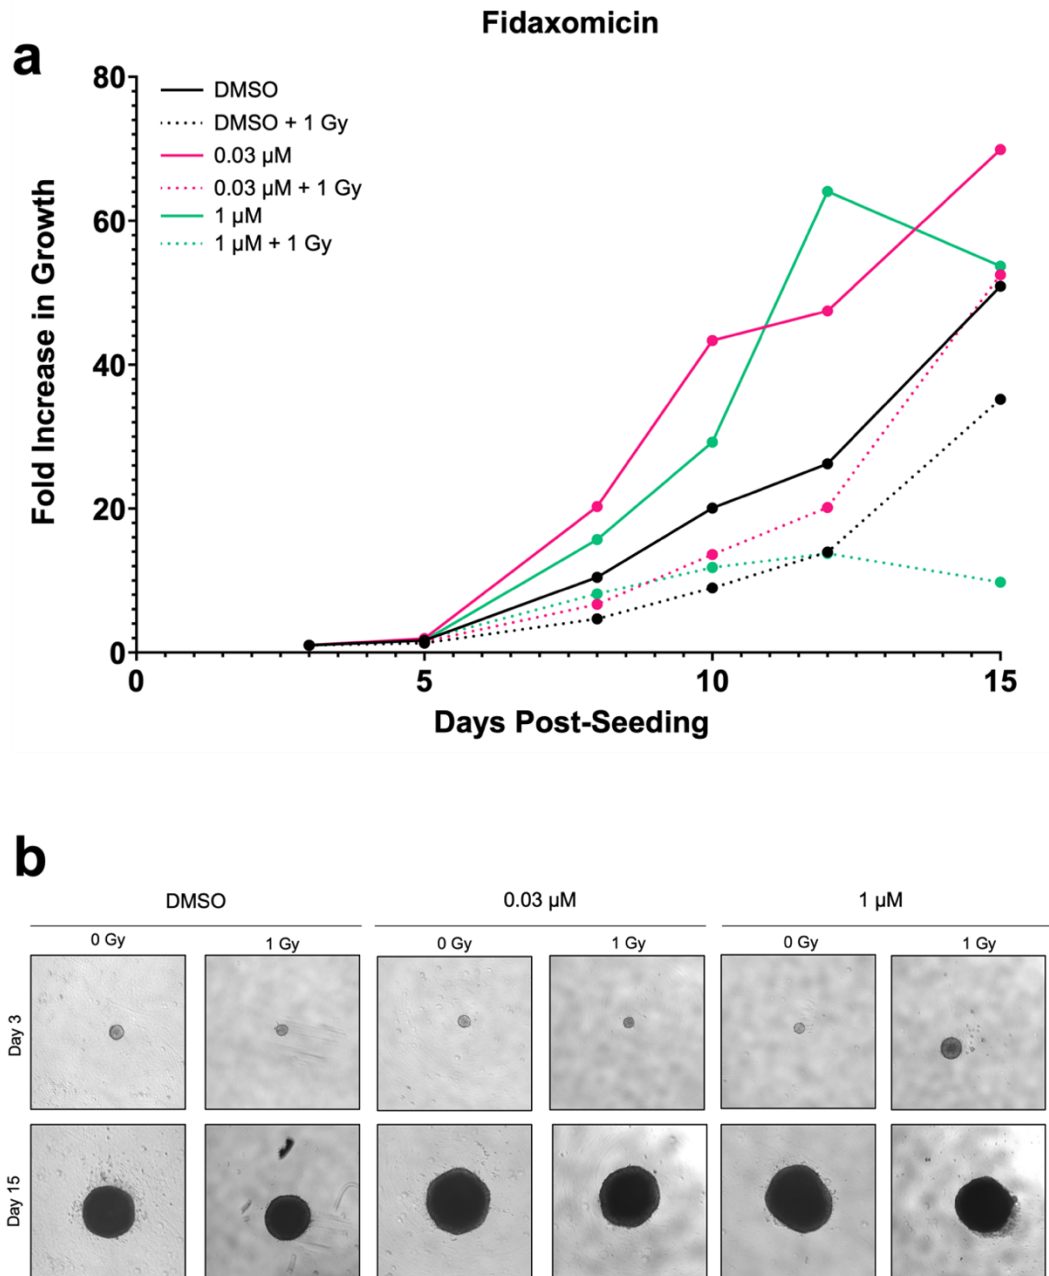 Fidaxomicin
a
80
60
40
20
0
Fold Increase in Growth
DMSO
DMSO + 1 Gy
0.03 µM
0.03 µM + 1 Gy
1 µM
1 µM + 1 Gy
0 5 10 15
Days Post-Seeding
b
DMSO 0.03 µM 1 µM
0 Gy 1 Gy 0 Gy 1 Gy 0 Gy 1 Gy
Day 3
Day 15